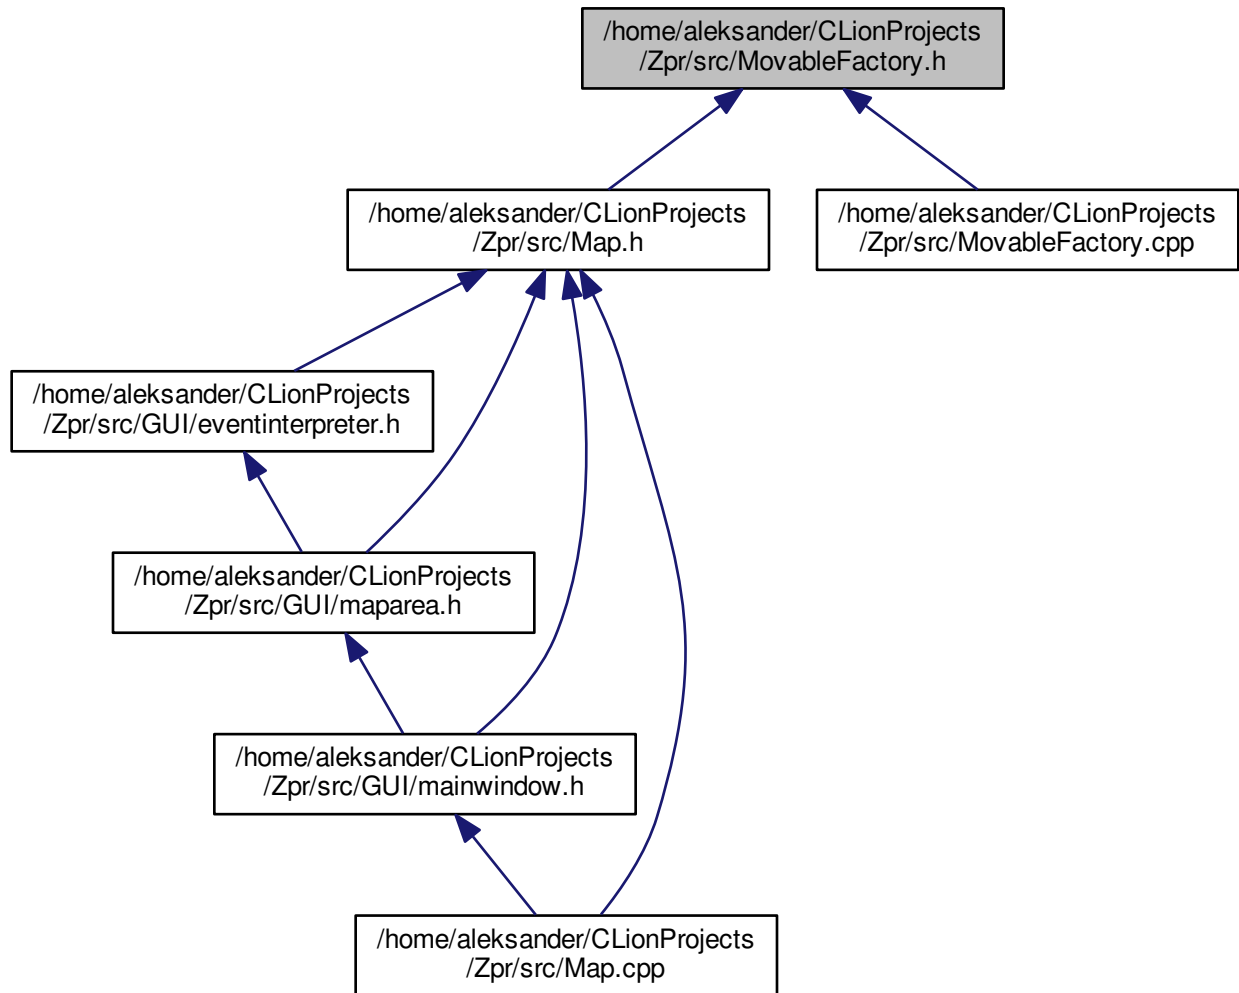 /home/aleksander/CLionProjects
/Zpr/src/MovableFactory.h
/home/aleksander/CLionProjects
/Zpr/src/Map.h
/home/aleksander/CLionProjects
/Zpr/src/MovableFactory.cpp
/home/aleksander/CLionProjects
/Zpr/src/GUI/eventinterpreter.h
/home/aleksander/CLionProjects
/Zpr/src/GUI/maparea.h
/home/aleksander/CLionProjects
/Zpr/src/GUI/mainwindow.h
/home/aleksander/CLionProjects
/Zpr/src/Map.cpp